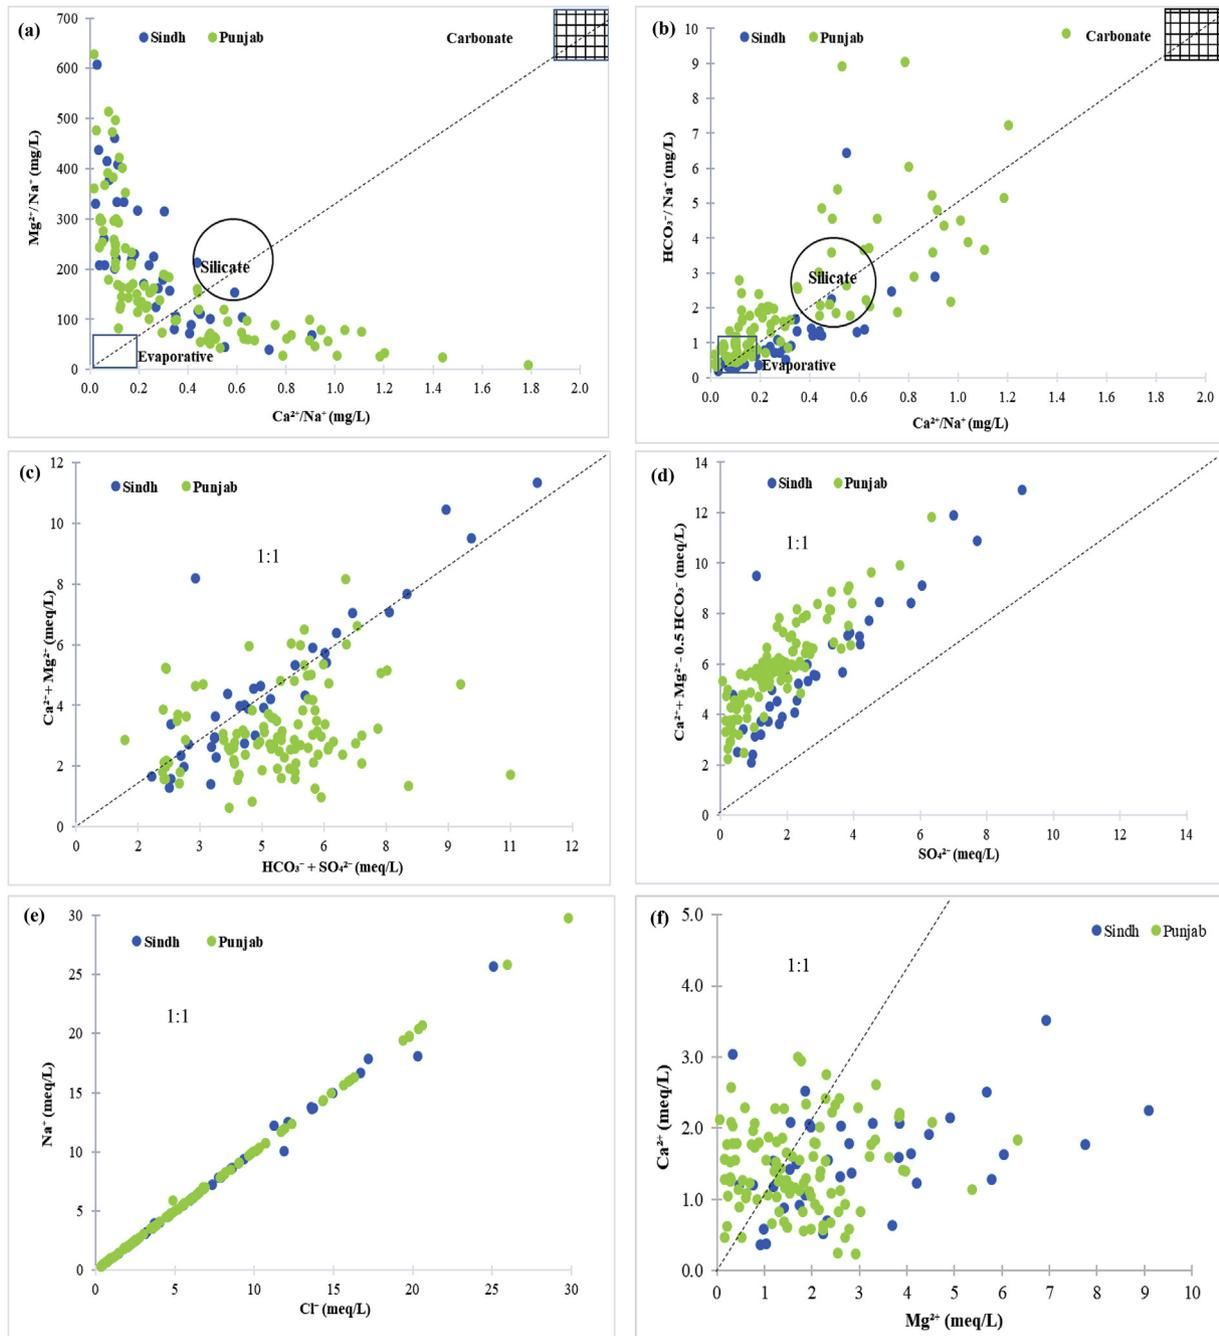 (a)
Sindh Punjab
Carbonate
700
600
500
400
300
200
100
0
Mg²⁺/ Na⁺ (mg/L)
Silicate
Evaporative
0.0 0.2 0.4 0.6 0.8 1.0 1.2 1.4 1.6 1.8 2.0
Ca²⁺/Na⁺ (mg/L)
(b)
Sindh Punjab
Carbonate
10
9
8
7
6
5
4
3
2
1
0
HCO₃⁻/ Na⁺ (mg/L)
Silicate
Evaporative
0.0 0.2 0.4 0.6 0.8 1.0 1.2 1.4 1.6 1.8 2.0
Ca²⁺/Na⁺ (mg/L)
(c)
Sindh Punjab
1:1
12
10
8
6
4
2
0
Ca²⁺+ Mg²⁺ (meq/L)
0 2 3 5 6 8 9 11 12
HCO₃⁻ + SO₄²⁻ (meq/L)
(d)
Sindh Punjab
1:1
14
12
10
8
6
4
2
0
Ca²⁺+ Mg²⁺-0.5 HCO₃⁻ (meq/L)
0 2 4 6 8 10 12 14
SO₄²⁻ (meq/L)
(e)
Sindh Punjab
1:1
30
25
20
15
10
5
0
Na⁺ (meq/L)
0 5 10 15 20 25 30
Cl⁻ (meq/L)
(f)
Sindh Punjab
1:1
5.0
4.0
3.0
2.0
1.0
0.0
Ca²⁺ (meq/L)
0 1 2 3 4 5 6 7 8 9 10
Mg²⁺ (meq/L)